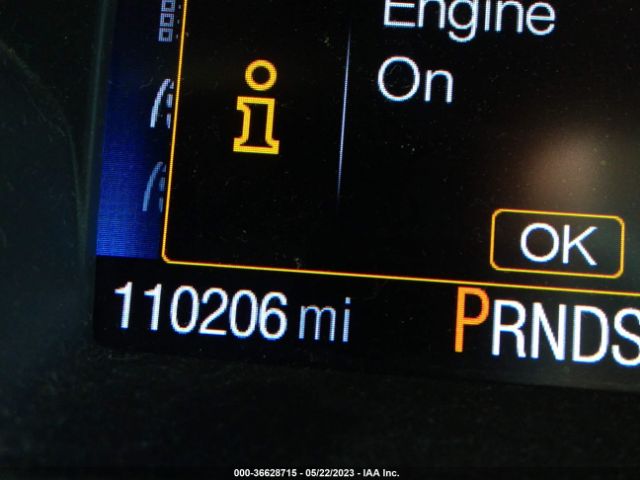 Engine
On
OK
110206 mi
PRNDS
000-36628715 - 05/22/2023 - IAA Inc.